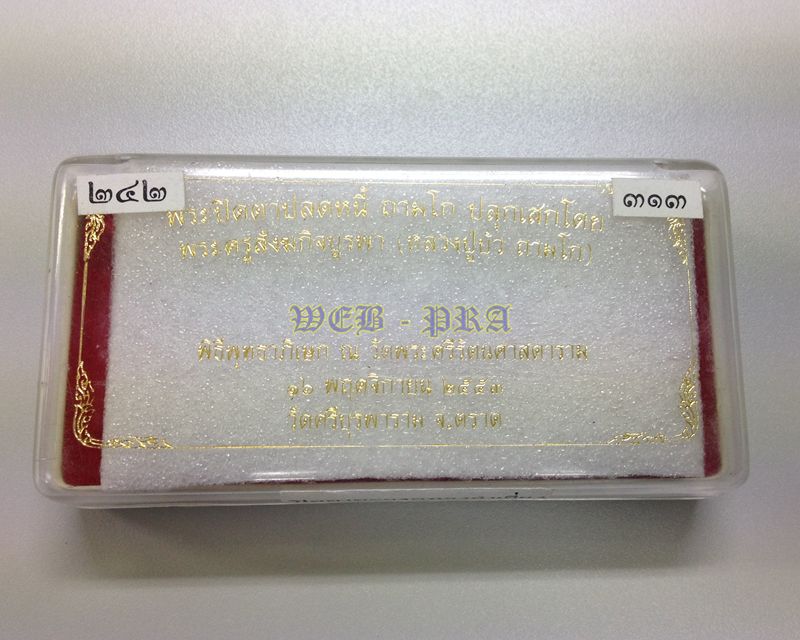 ๒๔๒
๓๑๓
พระปิดตาปลดหนี้ ถามโก ปลุกเสกโดย
พระครูสังฆกิจบูรพา (หลวงปู่บัว ถามโก)
WEB - PRA
พิธีพุทธาภิเษก ณ วัดพระศรีรัตนศาสดาราม
๑๖ พฤศจิกายน ๒๕๕๓
วัดศรีบุรพาราม จ.ตราด